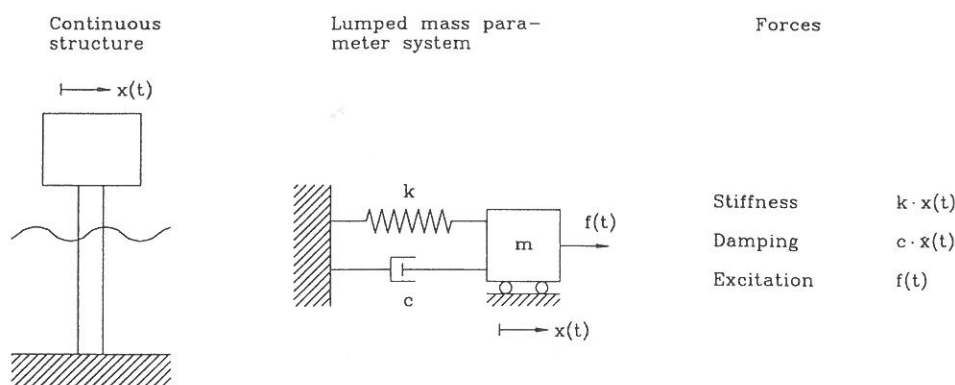 Continuous
structure
Lumped mass para-
meter system
Forces
x(t)
k
f(t)
m
c
x(t)
Stiffness k · x(t)
Damping c · ẋ(t)
Excitation f(t)